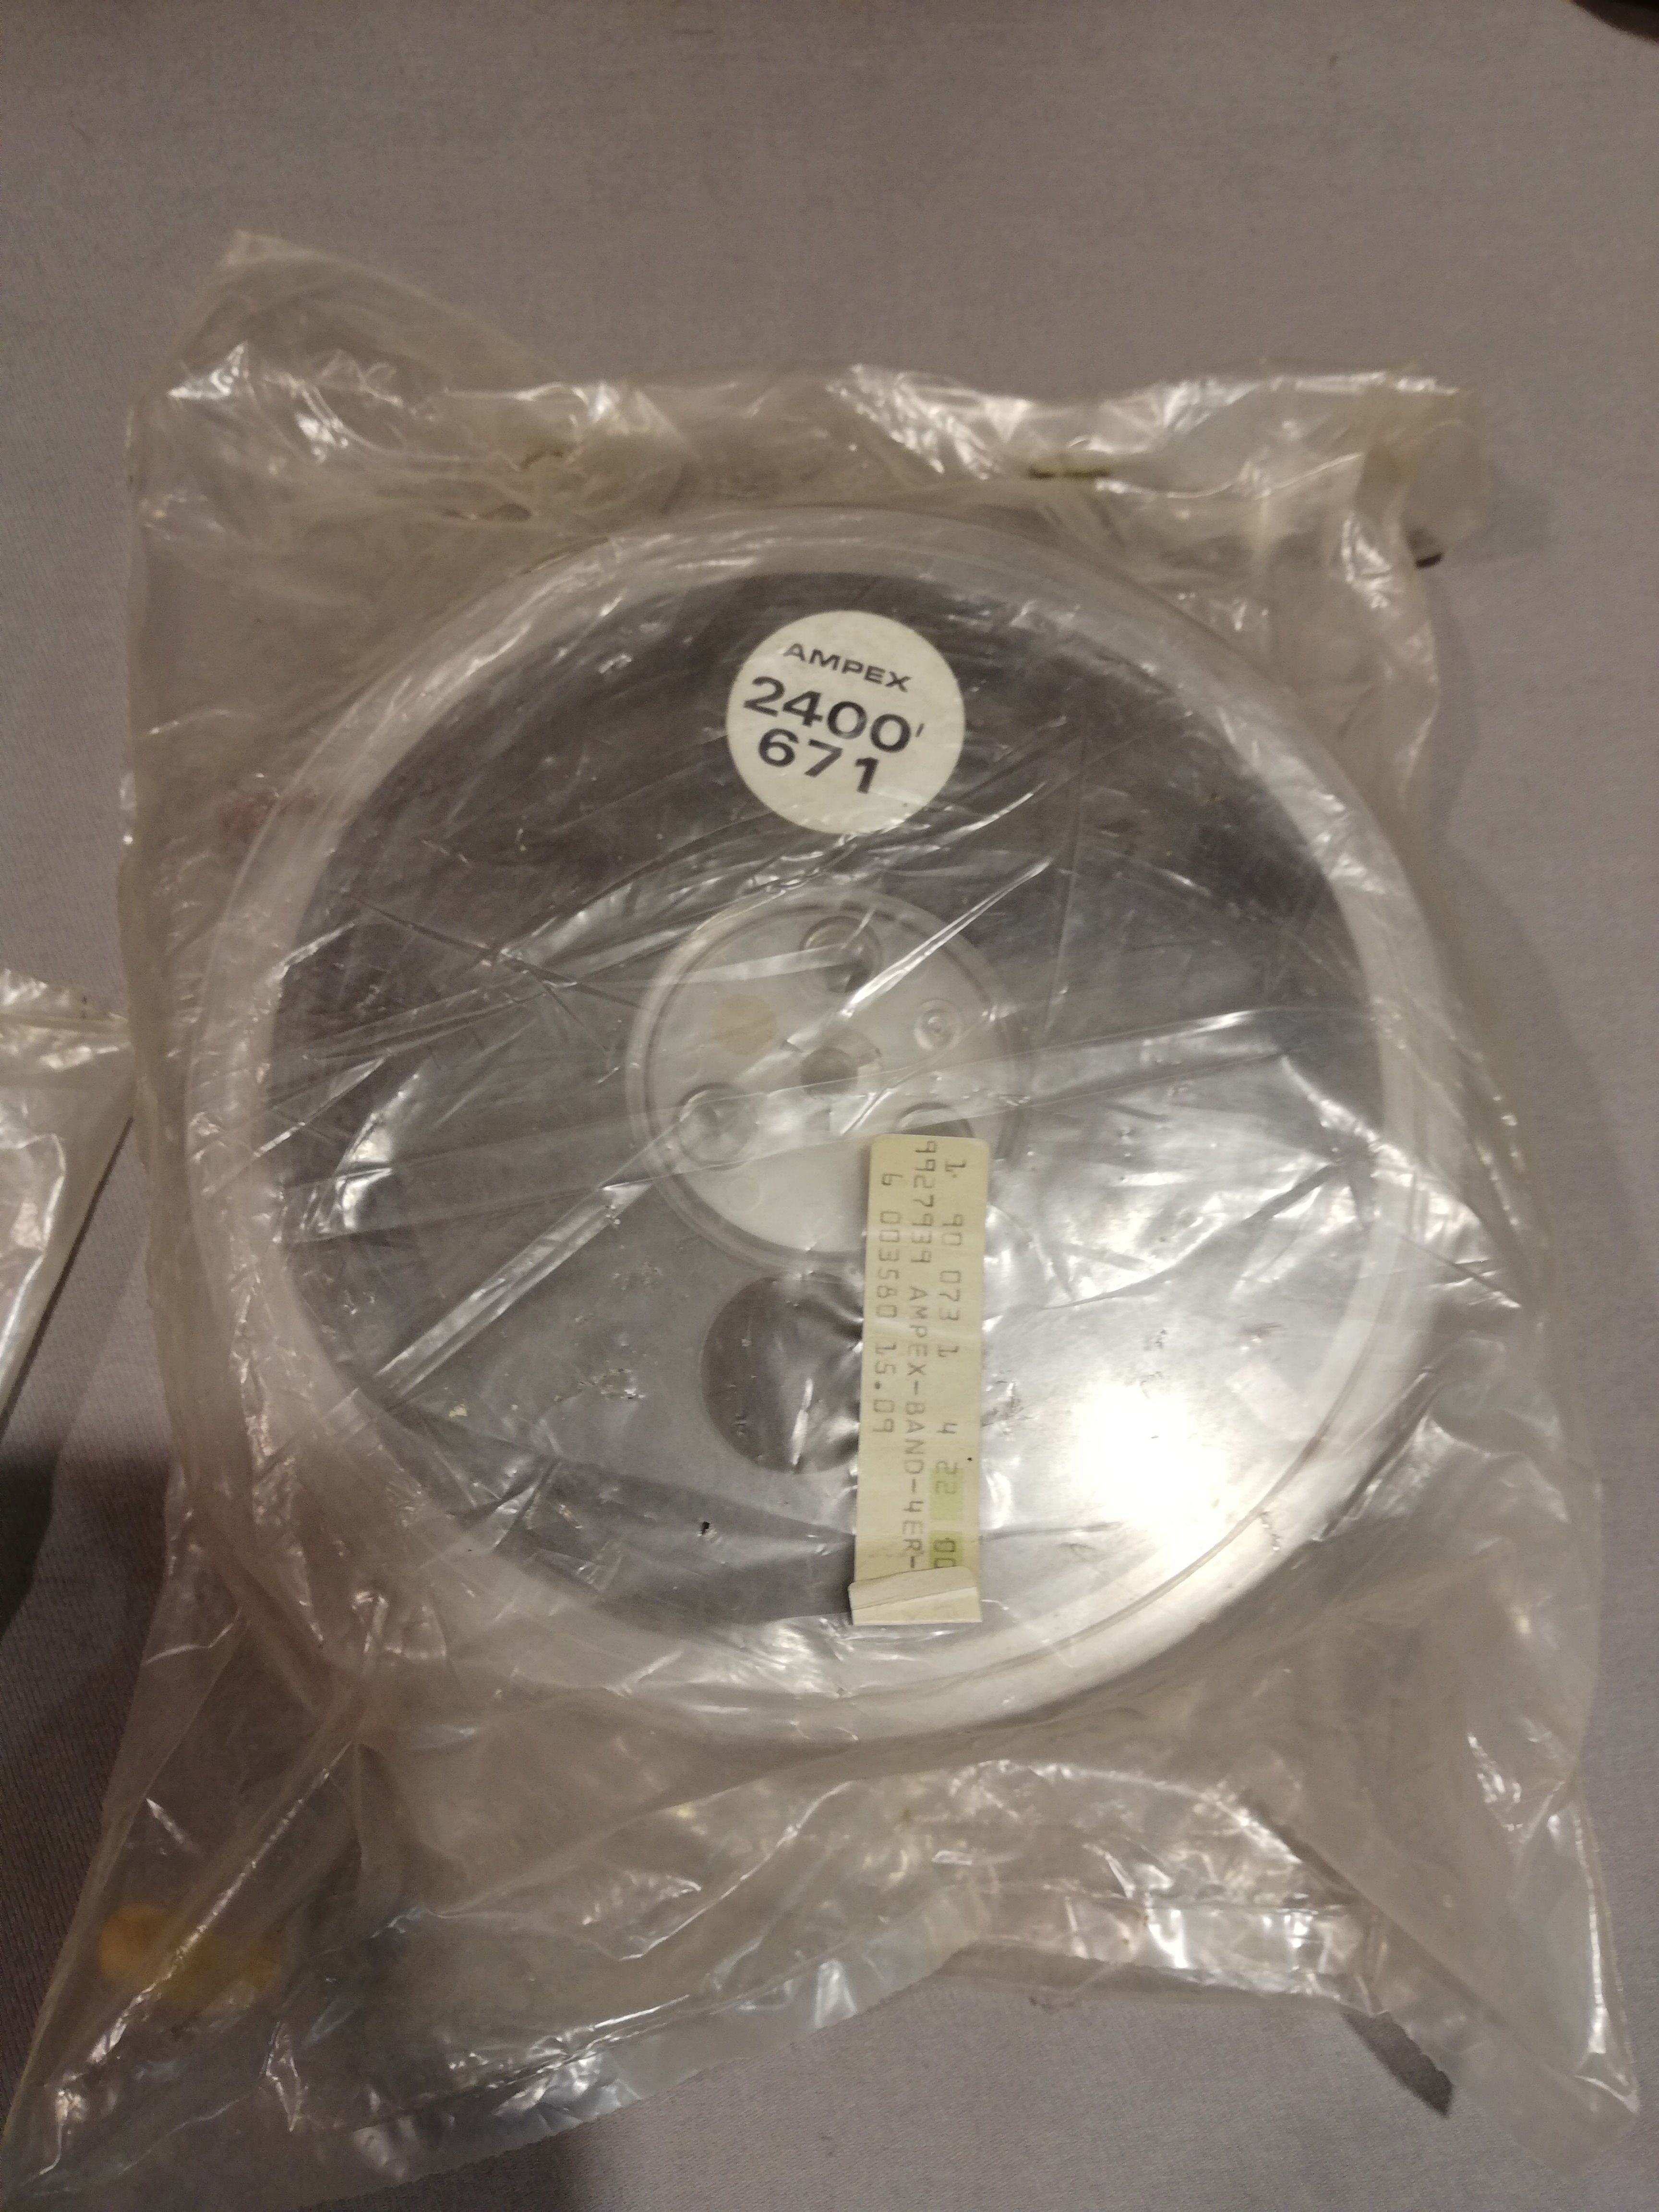 AMPEX
2400'
671
1 90 073 1 4 22 00
9927939 AMPEX-BAND-4ER-
6 003580 15.09